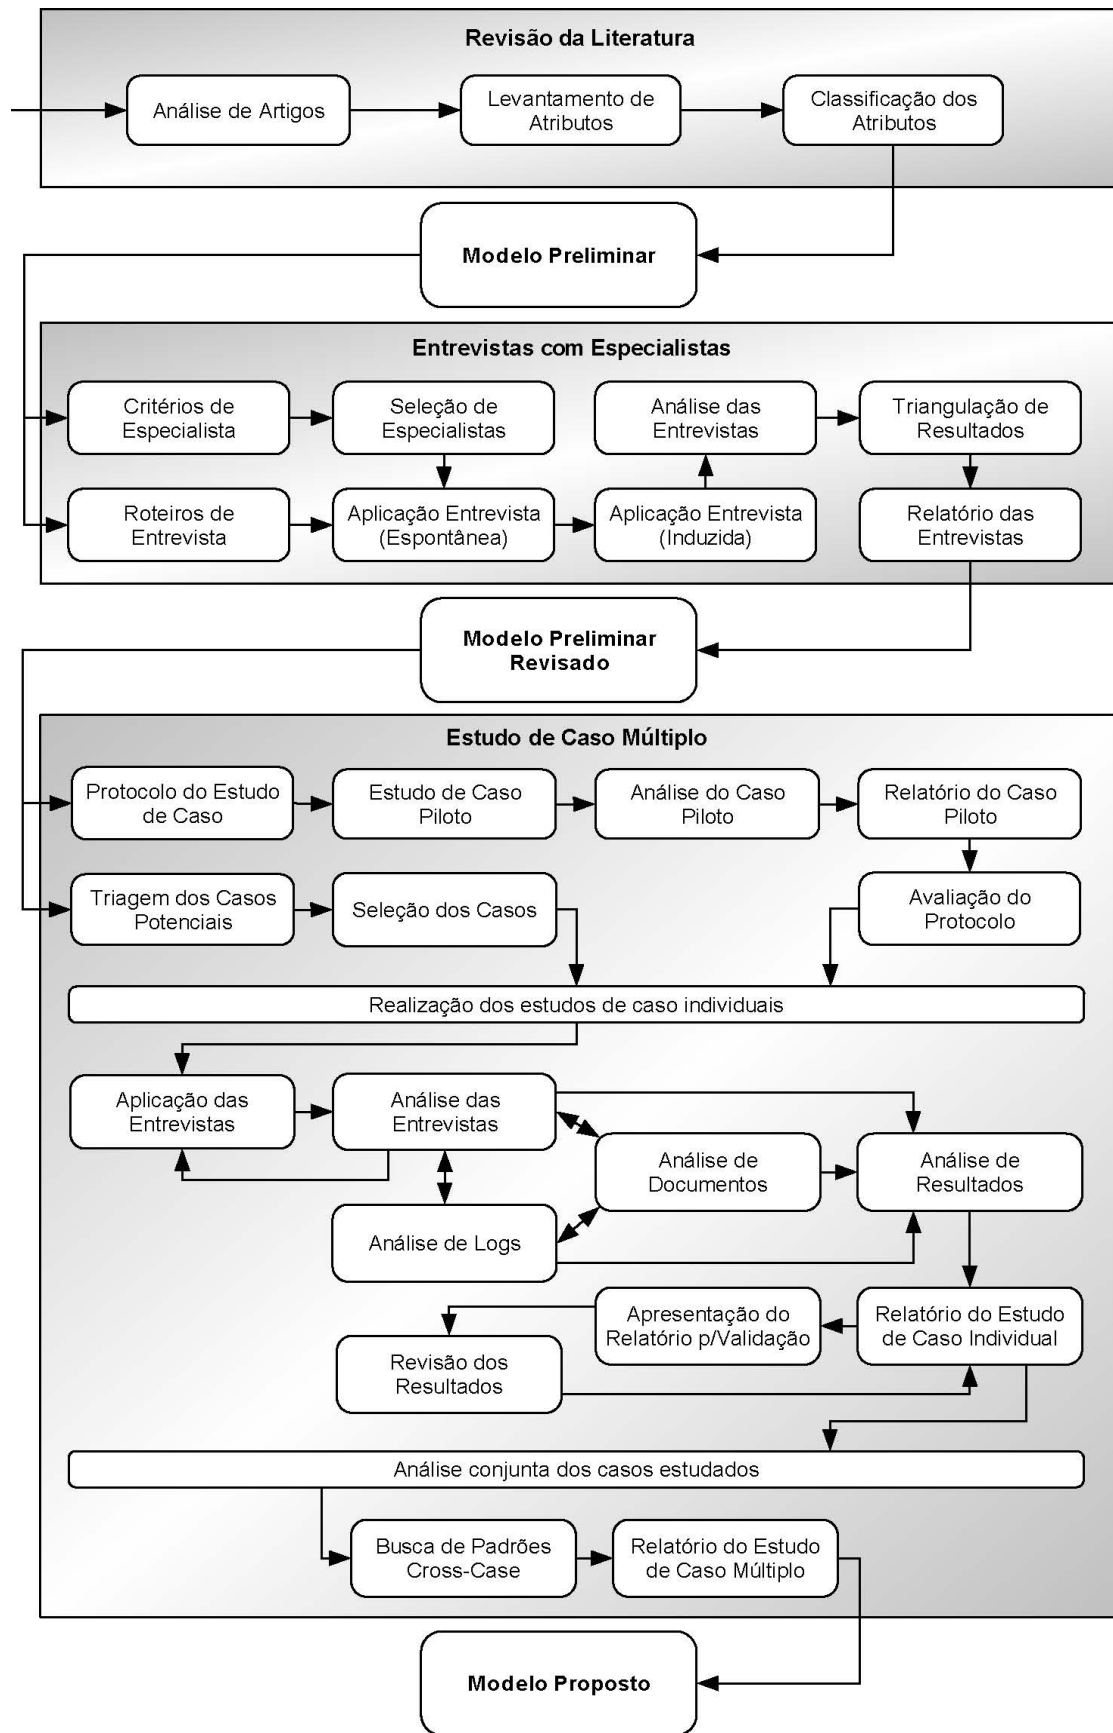 Revisão da Literatura
Análise de Artigos
Levantamento de
Atributos
Classificação dos
Atributos
Modelo Preliminar
Entrevistas com Especialistas
Critérios de
Especialista
Seleção de
Especialistas
Análise das
Entrevistas
Triangulação de
Resultados
Roteiros de
Entrevista
Aplicação Entrevista
(Espontânea)
Aplicação Entrevista
(Induzida)
Relatório das
Entrevistas
Modelo Preliminar
Revisado
Estudo de Caso Múltiplo
Protocolo do Estudo
de Caso
Estudo de Caso
Piloto
Análise do Caso
Piloto
Relatório do Caso
Piloto
Triagem dos Casos
Potenciais
Seleção dos Casos
Avaliação do
Protocolo
Realização dos estudos de caso individuais
Aplicação das
Entrevistas
Análise das
Entrevistas
Análise de
Documentos
Análise de
Resultados
Análise de Logs
Apresentação do
Relatório p/Validação
Relatório do Estudo
de Caso Individual
Revisão dos
Resultados
Análise conjunta dos casos estudados
Busca de Padrões
Cross-Case
Relatório do Estudo
de Caso Múltiplo
Modelo Proposto